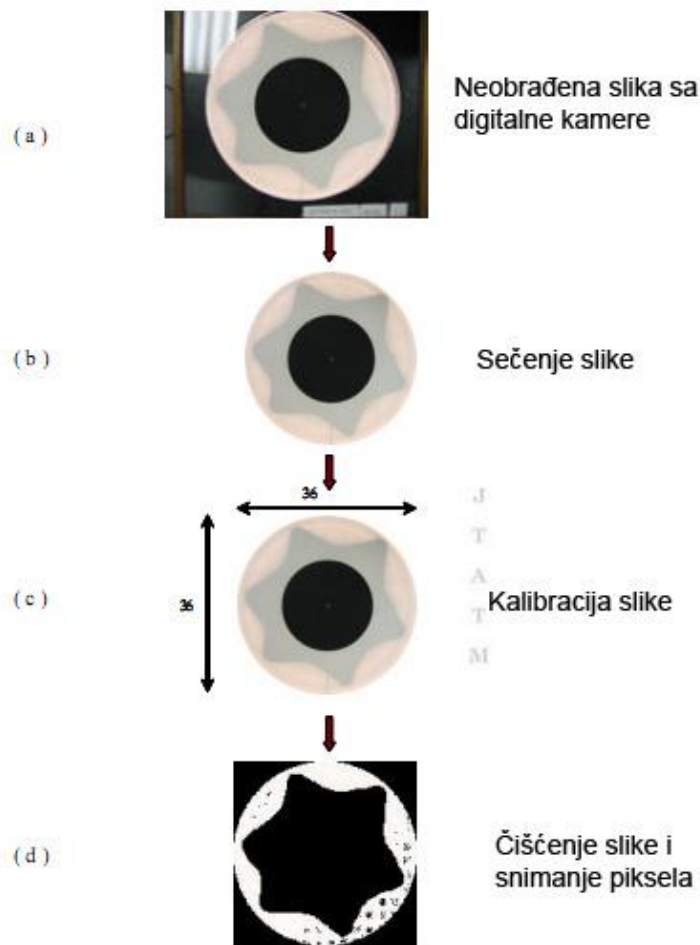 ( a )
Neobrađena slika sa
digitalne kamere
( b )
Sečenje slike
36
( c )
36
Kalibracija slike
J
T
A
T
M
( d )
Čišćenje slike i
snimanje piksela